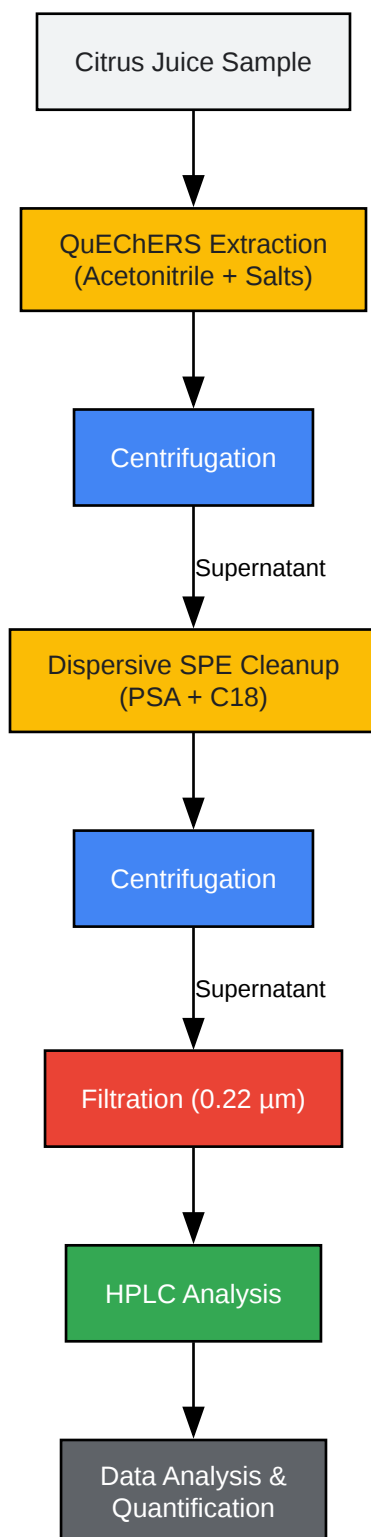 Citrus Juice Sample
QuEChERS Extraction
(Acetonitrile + Salts)
Centrifugation
Supernatant
Dispersive SPE Cleanup
(PSA + C18)
Centrifugation
Supernatant
Filtration (0.22 µm)
HPLC Analysis
Data Analysis &
Quantification